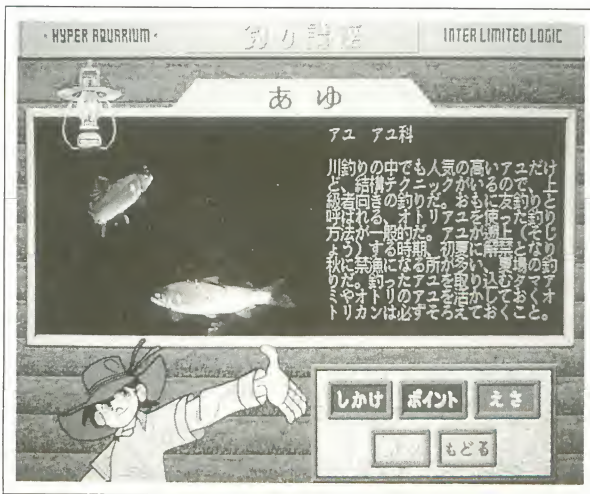 ・HYPER AQUARIUM・
釣り講座
INTER LIMITED LOGIC
あゆ
アユ アユ科
川釣りの中でも人気の高いアユだけ
ど、結構テクニックがいるので、上
級者向きの釣りだ。おもに友釣りと
呼ばれる、オトリアユを使った釣り
方法が一般的だ。アユが遡上（そじ
ょう）する時期、初夏に解禁となり
秋に禁漁になる所が多い、夏場の釣
りだ。釣ったアユを取り込むタマア
ミやオトリのアユを活かしておくオ
トリカンは必ずそろえておくこと。
しかけ
ポイント
えさ
もどる